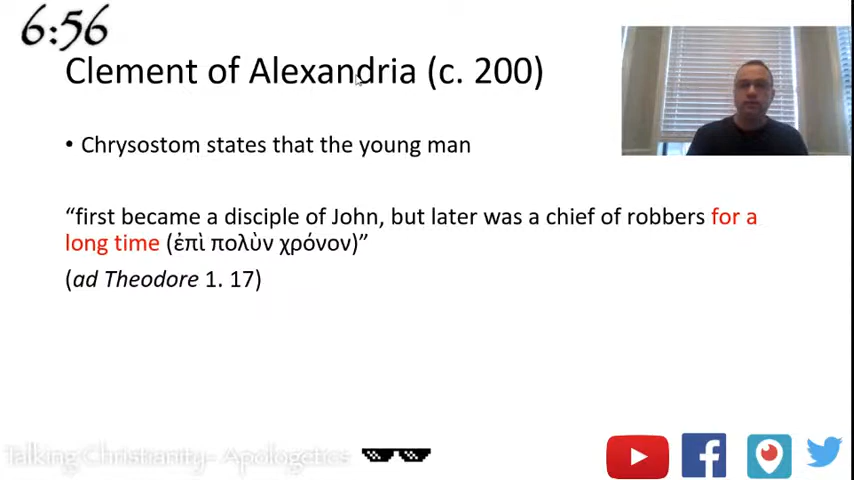 6:56
Clement of Alexandria (c. 200)
• Chrysostom states that the young man
“first became a disciple of John, but later was a chief of robbers for a
long time (ἐπὶ πολὺν χρόνον)”
(ad Theodore 1. 17)
Talking Christianity- Apologetics